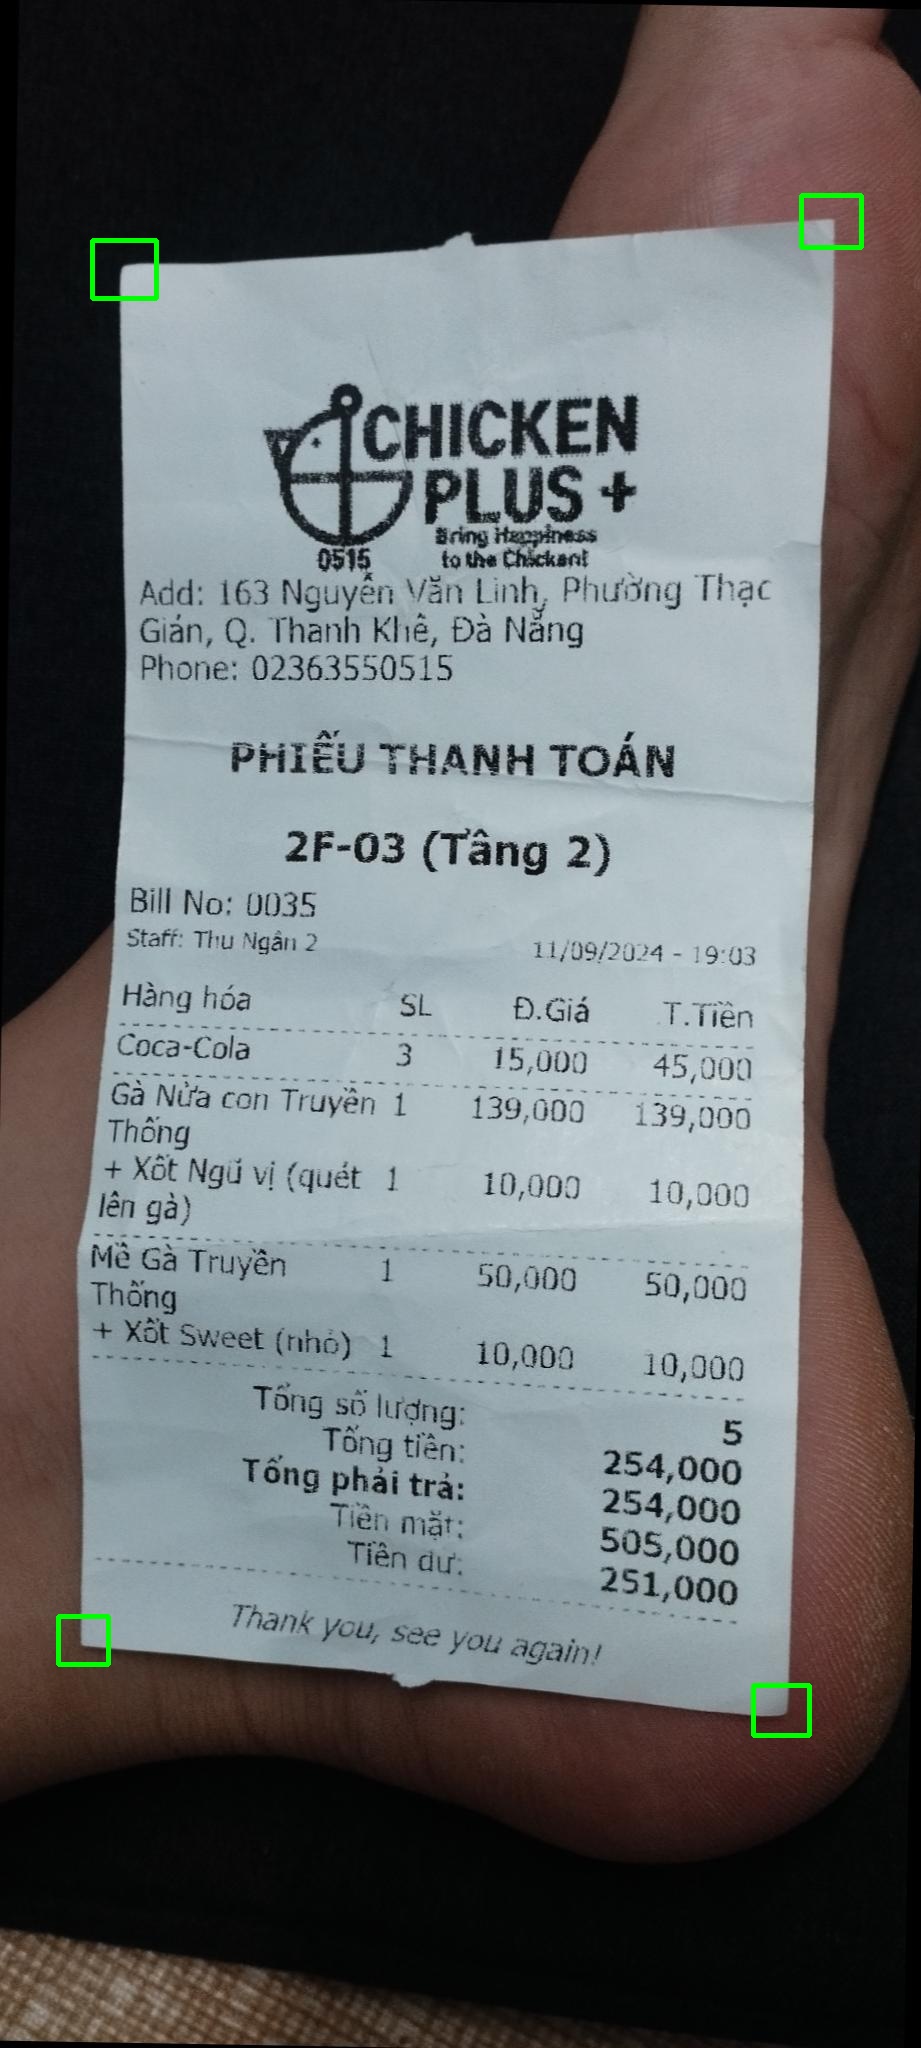 CHICKEN
PLUS +
Bring Happiness
to the Chicken!
0515
Add: 163 Nguyễn Văn Linh, Phường Thạc
Gián, Q. Thanh Khê, Đà Nẵng
Phone: 02363550515
PHIẾU THANH TOÁN
2F-03 (Tầng 2)
Bill No: 0035
Staff: Thu Ngân 2 11/09/2024 - 19:03
Hàng hóa SL Đ.Giá T.Tiền
Coca-Cola 3 15,000 45,000
Gà Nửa con Truyền 1 139,000 139,000
Thống
+ Xốt Ngũ vị (quét 1 10,000 10,000
lên gà)
Mề Gà Truyền 1 50,000 50,000
Thống
+ Xốt Sweet (nhỏ) 1 10,000 10,000
Tổng số lượng: 5
Tổng tiền: 254,000
Tổng phải trả: 254,000
Tiền mặt: 505,000
Tiền dư: 251,000
Thank you, see you again!